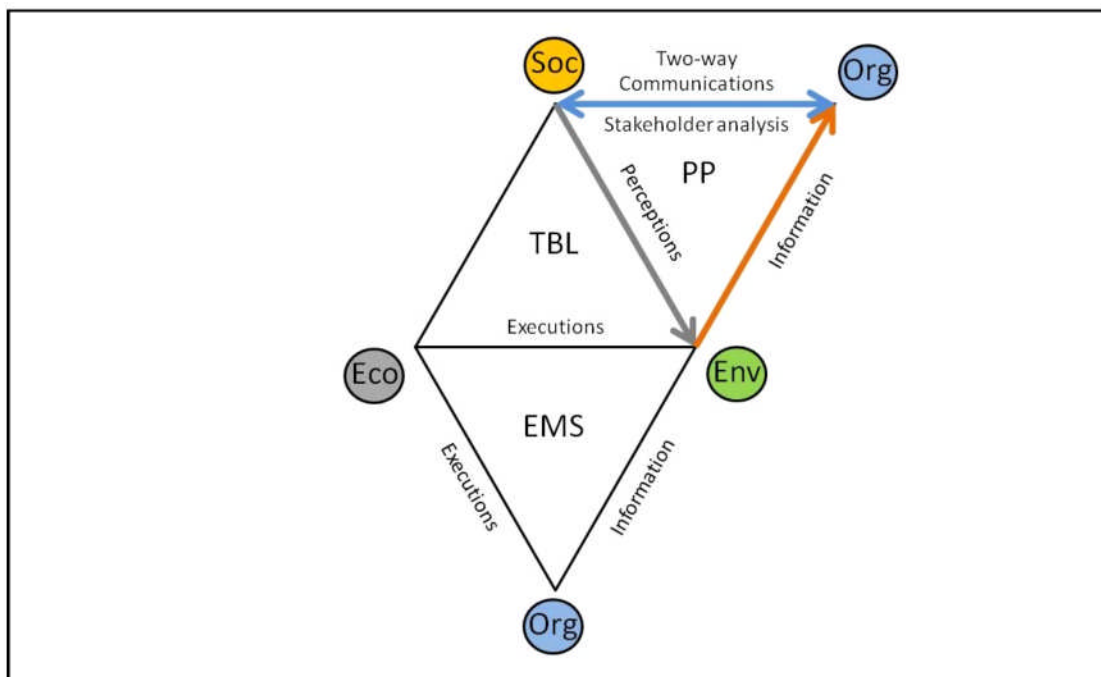 Soc
Two-way
Communications
Org
Stakeholder analysis
PP
Perceptions
Information
TBL
Executions
Eco
Env
EMS
Executions
Information
Org